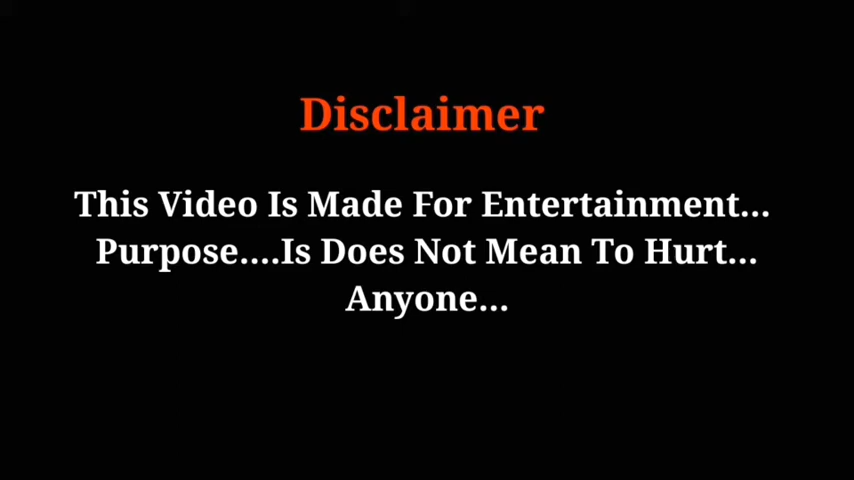 Disclaimer
This Video Is Made For Entertainment...
Purpose....Is Does Not Mean To Hurt...
Anyone...